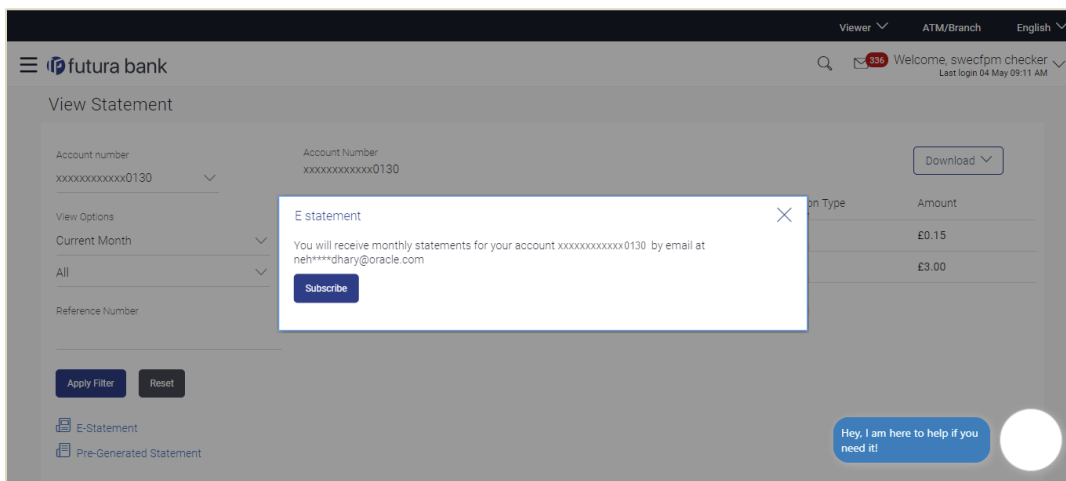 Viewer ATM/Branch English
futura bank
336 Welcome, swecfpm checker
Last login 04 May 09:11 AM
View Statement
Account number
xxxxxxxxxxxx0130
Account Number
xxxxxxxxxxxx0130
Download
View Options
Current Month
All
Reference Number
Apply Filter Reset
E-Statement
Pre-Generated Statement
E statement
You will receive monthly statements for your account xxxxxxxxxxxx0130 by email at
neh****dhary@oracle.com
Subscribe
Type Amount
£0.15
£3.00
Hey, I am here to help if you
need it!